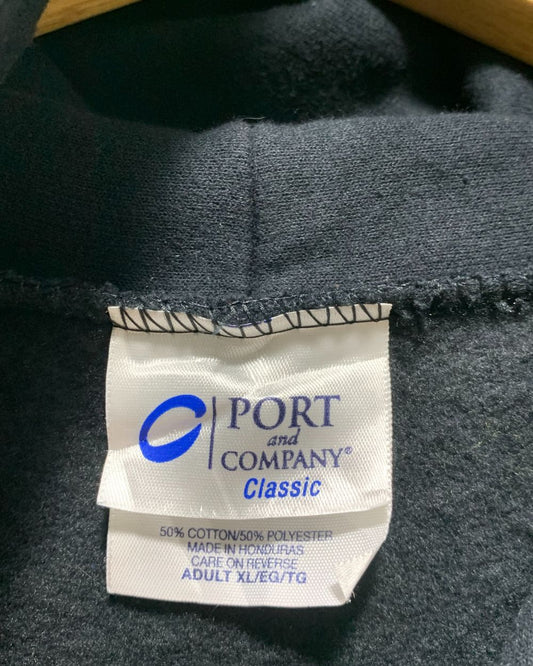 PORT
and
COMPANY®
Classic
50% COTTON/50% POLYESTER
MADE IN HONDURAS
CARE ON REVERSE
ADULT XL/EG/TG